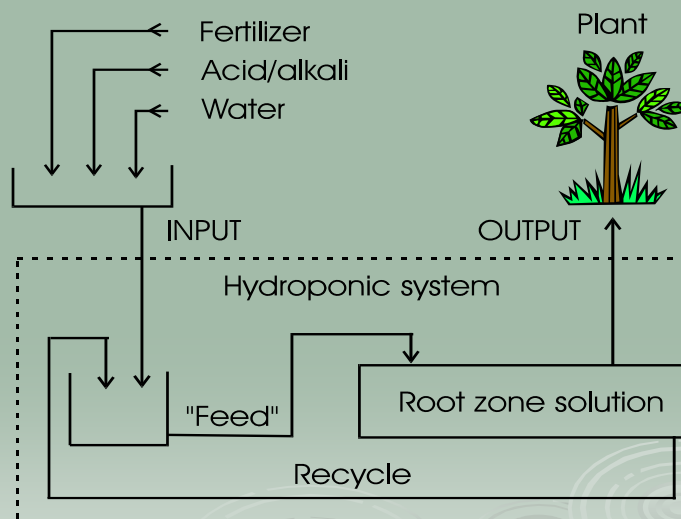 Fertilizer
Acid/alkali
Water
Plant
INPUT
OUTPUT
Hydroponic system
"Feed"
Root zone solution
Recycle